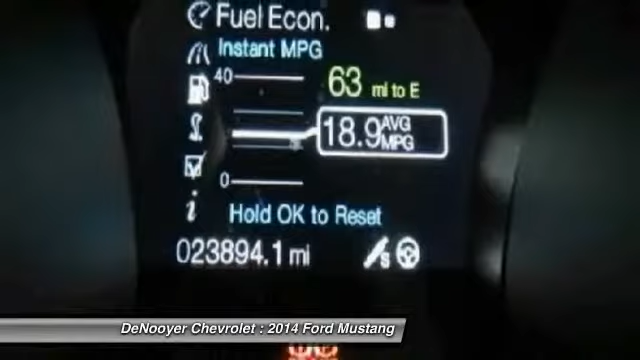 Fuel Econ.
Instant MPG
40
63 mi to E
18.9 AVG MPG
0
i
Hold OK to Reset
023894.1 mi
S
DeNooyer Chevrolet : 2014 Ford Mustang